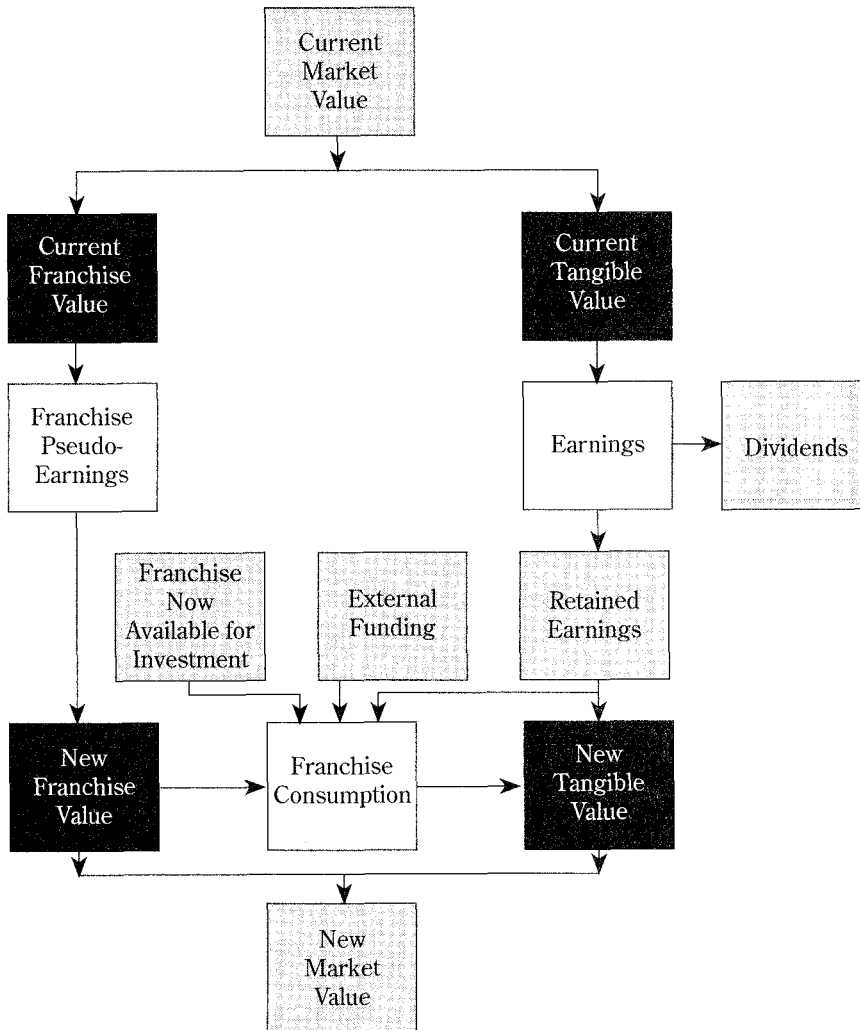 Current
Market
Value
Current
Franchise
Value
Current
Tangible
Value
Franchise
Pseudo-
Earnings
Earnings
Dividends
Franchise
Now
Available for
Investment
External
Funding
Retained
Earnings
New
Franchise
Value
Franchise
Consumption
New
Tangible
Value
New
Market
Value